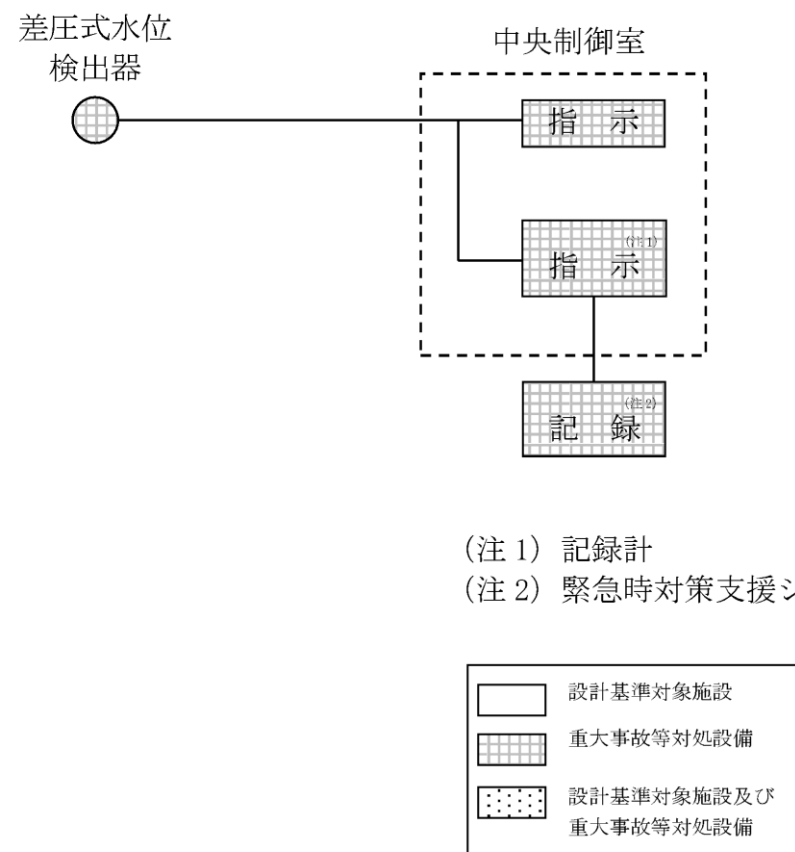 差圧式水位
検出器
中央制御室
指 示
指 示 (注1)
記 録 (注2)
(注 1) 記録計
(注 2) 緊急時対策支援シ
設計基準対象施設
重大事故等対処設備
設計基準対象施設及び
重大事故等対処設備